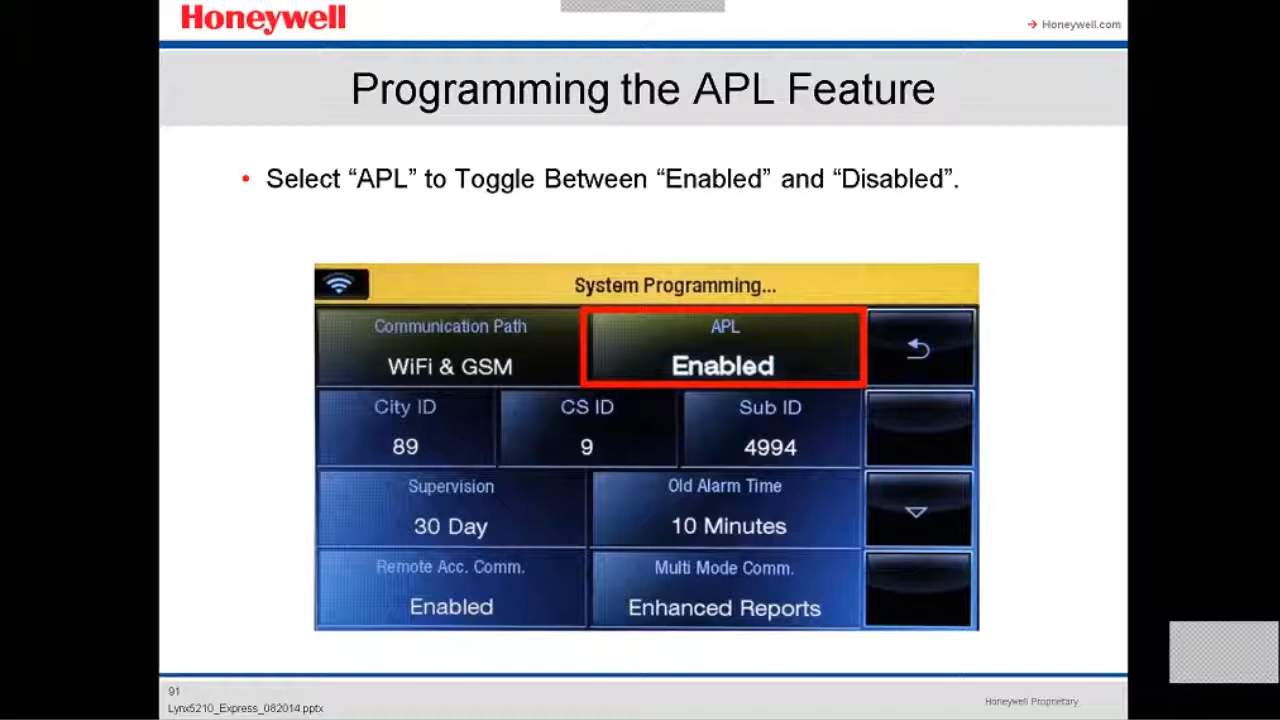 Honeywell
Honeywell.com
Programming the APL Feature
• Select “APL” to Toggle Between “Enabled” and “Disabled”.
System Programming...
Communication Path
WiFi & GSM
APL
Enabled
City ID
89
CS ID
9
Sub ID
4994
Supervision
30 Day
Old Alarm Time
10 Minutes
Remote Acc. Comm.
Enabled
Multi Mode Comm.
Enhanced Reports
91
Lynx5210_Express_082014.pptx
Honeywell Proprietary